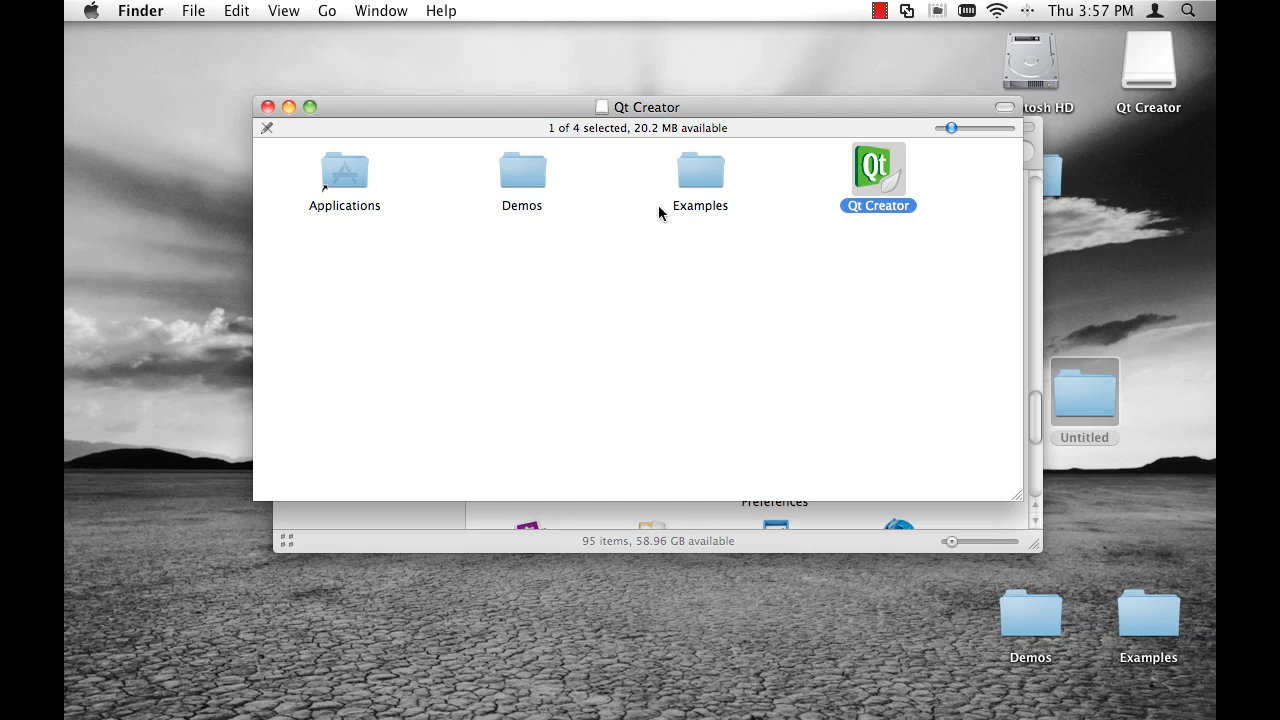 Finder File Edit View Go Window Help Thu 3:57 PM
tosh HD Qt Creator
Qt Creator
1 of 4 selected, 20.2 MB available
Qt
Applications Demos Examples Qt Creator
Untitled
Preferences
95 items, 58.96 GB available
Demos Examples